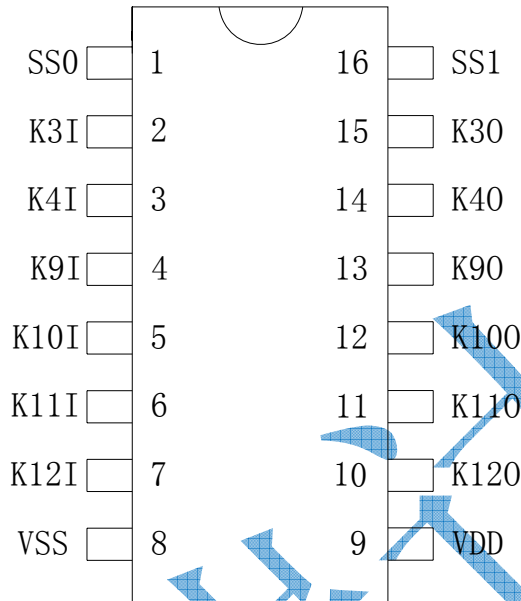 SS0 1 16 SS1
K3I 2 15 K3O
K4I 3 14 K4O
K9I 4 13 K9O
K10I 5 12 K10O
K11I 6 11 K11O
K12I 7 10 K12O
VSS 8 9 VDD